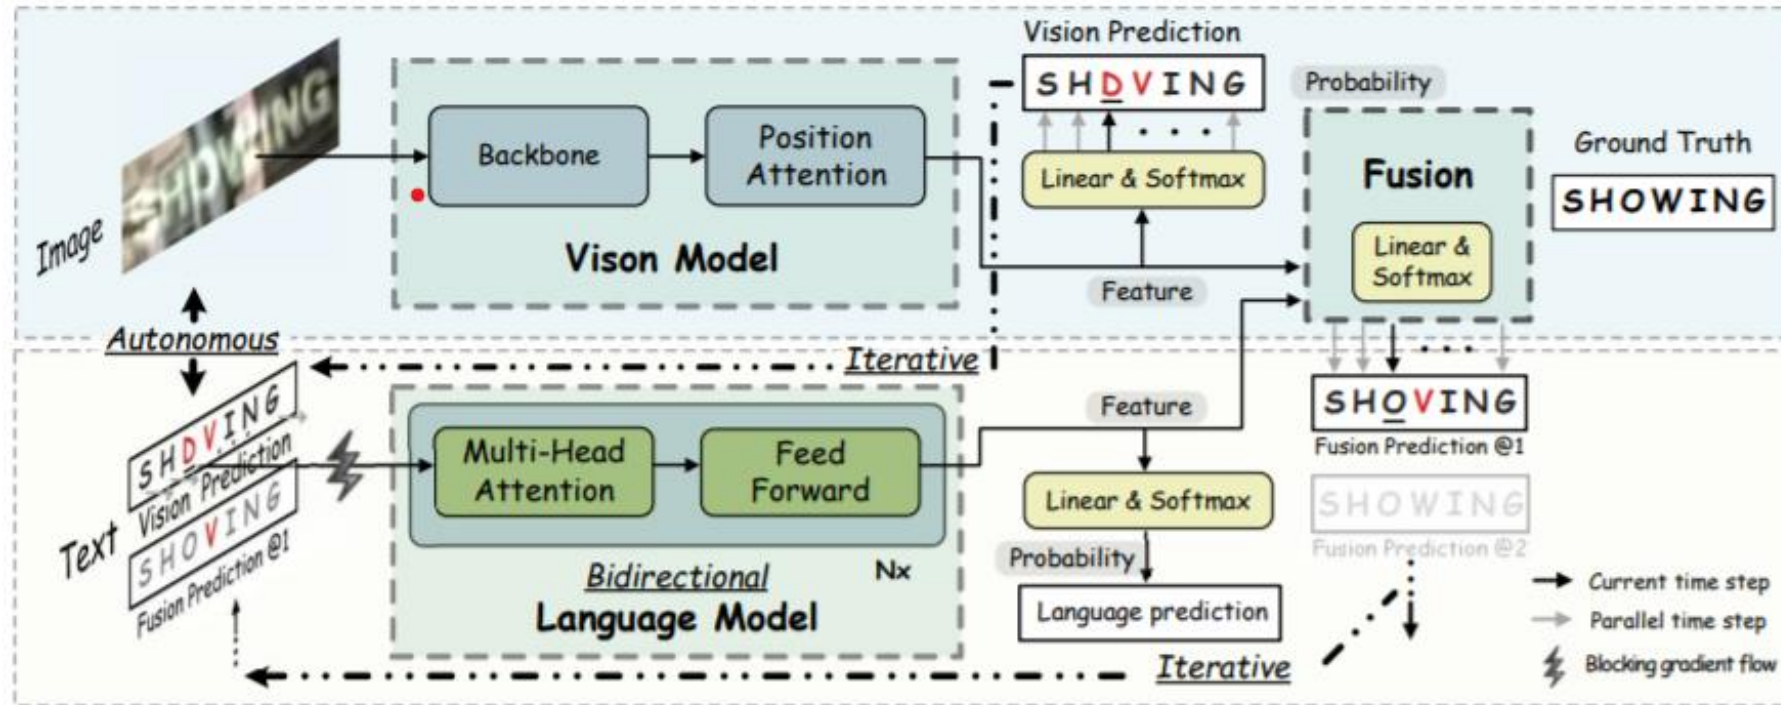 Vision Prediction
SHDVING
Probability
Linear & Softmax
Backbone
Position
Attention
Vison Model
Feature
Fusion
Linear &
Softmax
Ground Truth
SHOWING
Image
SHOWING
Autonomous
Iterative
Text
SHDVING
Vision Prediction
SHOVING
Fusion Prediction @1
Multi-Head
Attention
Feed
Forward
Nx
Bidirectional
Language Model
Feature
Linear & Softmax
Probability
Language prediction
Iterative
SHOVING
Fusion Prediction @1
SHOWING
Fusion Prediction @2
Current time step
Parallel time step
Blocking gradient flow